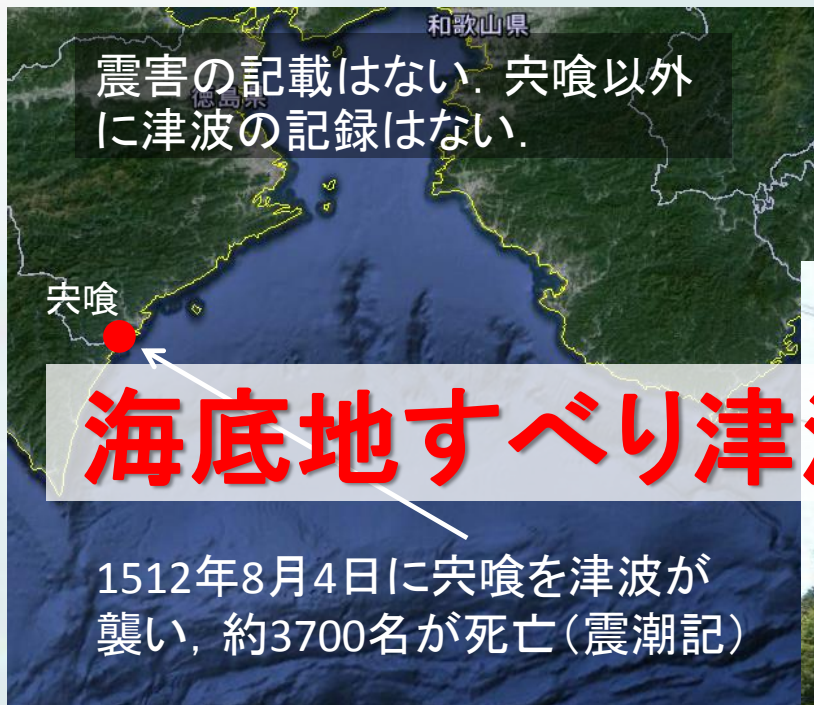 和歌山県
震害の記載はない．宍喰以外
徳島県
に津波の記録はない．
宍喰
海底地すべり津
1512年8月4日に宍喰を津波が
襲い，約3700名が死亡（震潮記）